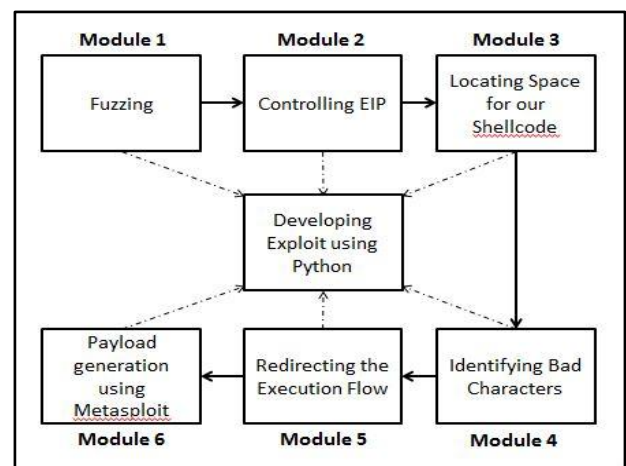 Module 1
Module 2
Module 3
Fuzzing
Controlling EIP
Locating Space
for our
Shellcode
Developing
Exploit using
Python
Payload
generation
using
Metasploit
Redirecting the
Execution Flow
Identifying Bad
Characters
Module 6
Module 5
Module 4